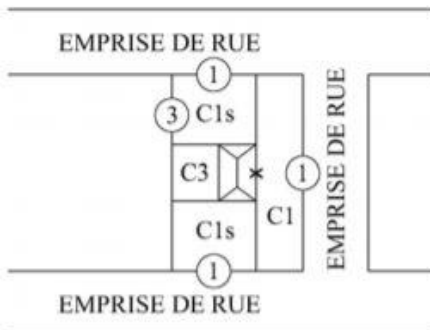 EMPRISE DE RUE
1
C1s
3
C3
x
1
C1
EMPRISE DE RUE
C1s
1
EMPRISE DE RUE